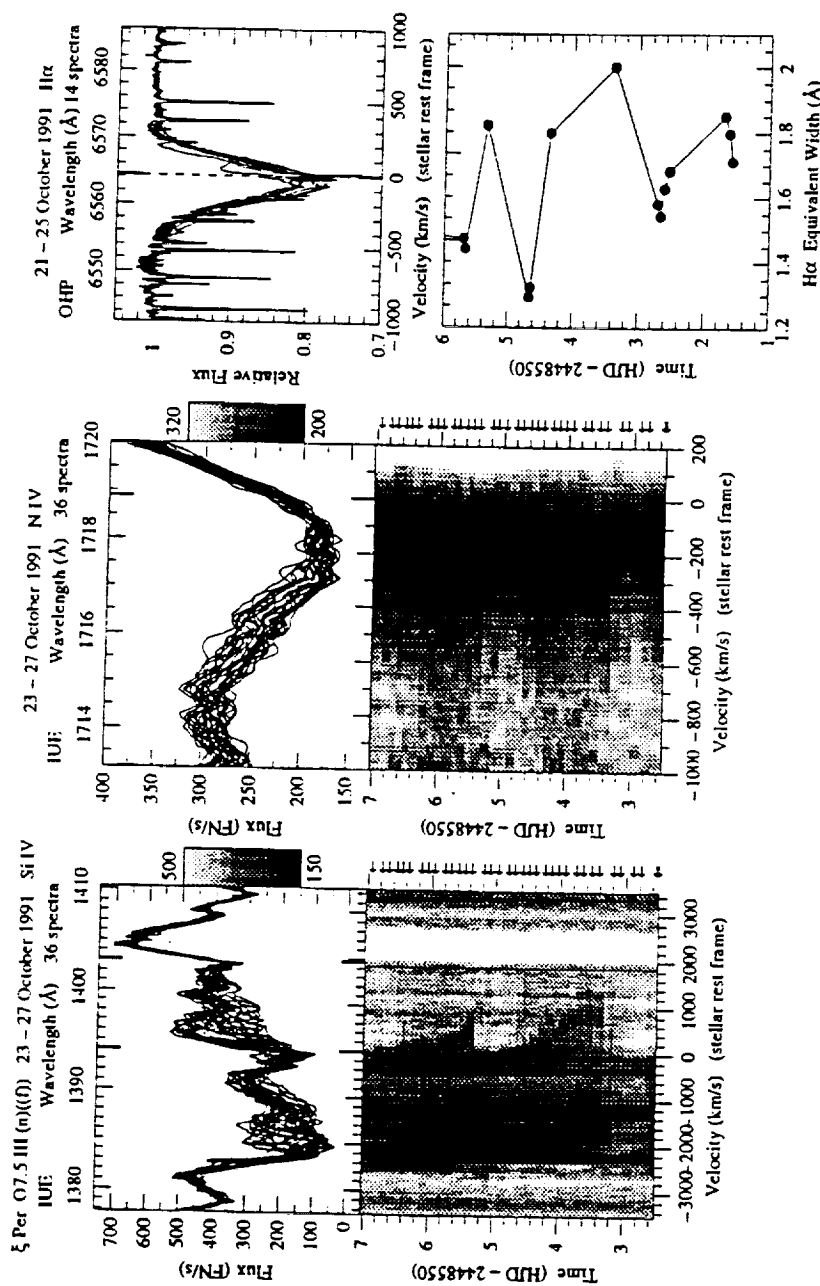 ξ Per O7.5 III (n)((f)) 23 – 27 October 1991 Si IV
IUE Wavelength (Å) 36 spectra
1380 1390 1400 1410
700
600
500
400
300
200
100
0
Flux (FN/s)
500
150
7
6
5
4
3
Time (HJD – 2448550)
−3000 −2000 −1000 0 1000 2000 3000
Velocity (km/s) (stellar rest frame)
23 – 27 October 1991 N IV
IUE Wavelength (Å) 36 spectra
1714 1716 1718 1720
400
350
300
250
200
150
Flux (FN/s)
320
200
7
6
5
4
3
Time (HJD – 2448550)
−1000 −800 −600 −400 −200 0 200
Velocity (km/s) (stellar rest frame)
21 – 25 October 1991 Hα
OHP Wavelength (Å) 14 spectra
6550 6560 6570 6580
1
0.9
0.8
0.7
Relative Flux
−1000 −500 0 500 1000
Velocity (km/s) (stellar rest frame)
6
5
4
3
2
1
Time (HJD – 2448550)
1.2 1.4 1.6 1.8 2
Hα Equivalent Width (Å)